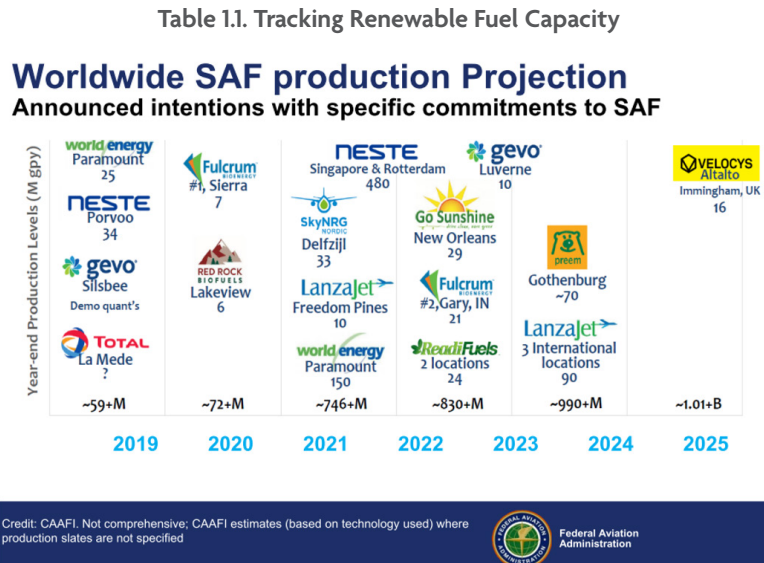 Table 1.1. Tracking Renewable Fuel Capacity
Worldwide SAF production Projection
Announced intentions with specific commitments to SAF
Year-end Production Levels (M gpy)
world energy
Paramount
25
NESTE
Porvoo
34
gevo
Silsbee
Demo quant's
TOTAL
La Mede
?
~59+M
Fulcrum
BIOENERGY
#1, Sierra
7
RED ROCK
BIOFUELS
Lakeview
6
~72+M
NESTE
Singapore & Rotterdam
480
SkyNRG
NORDIC
Delfzijl
33
LanzaJet
Freedom Pines
10
world energy
Paramount
150
~746+M
gevo
Luverne
10
Go Sunshine
New Orleans
29
Fulcrum
BIOENERGY
#2,Gary, IN
21
ReadiFuels
2 locations
24
~830+M
preem
Gothenburg
~70
LanzaJet
3 International
locations
90
~990+M
VELOCYS
Altalto
Immingham, UK
16
~1.01+B
2019 2020 2021 2022 2023 2024 2025
Credit: CAAFI. Not comprehensive; CAAFI estimates (based on technology used) where
production slates are not specified
FEDERAL AVIATION
ADMINISTRATION
Federal Aviation
Administration